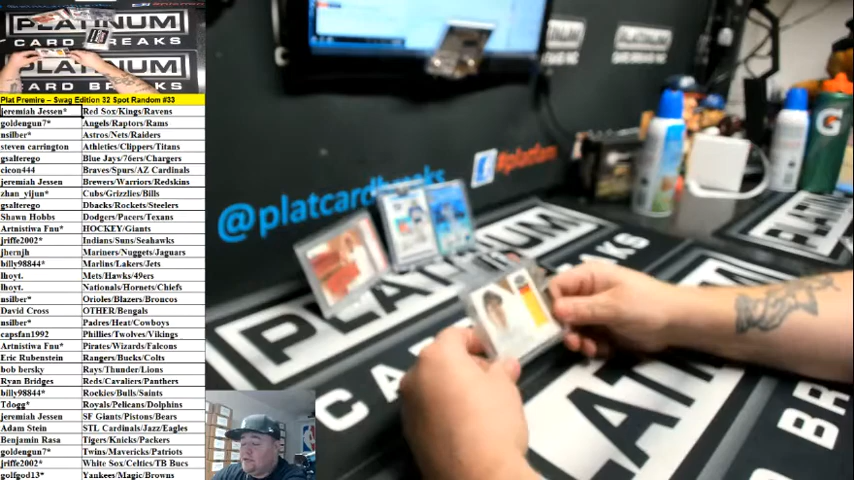 PLATINUM
CARD BREAKS
PLATINUM
Plat Premire – Swag Edition 32 Spot Random #33
jeremiah Jessen* Red Sox/Kings/Ravens
goldengun7* Angels/Raptors/Rams
nsilber* Astros/Nets/Raiders
steven carrington Athletics/Clippers/Titans
gsalterego Blue Jays/76ers/Chargers
cicon444 Braves/Spurs/AZ Cardinals
jeremiah Jessen Brewers/Warriors/Redskins
zhan_yijun* Cubs/Grizzlies/Bills
gsalterego Dbacks/Rockets/Steelers
Shawn Hobbs Dodgers/Pacers/Texans
Artnistiwa Fnu* HOCKEY/Giants
jriffe2002* Indians/Suns/Seahawks
jhernjh Mariners/Nuggets/Jaguars
billy98844* Marlins/Lakers/Jets
lhoyt. Mets/Hawks/49ers
lhoyt. Nationals/Hornets/Chiefs
nsilber* Orioles/Blazers/Broncos
David Cross OTHER/Bengals
nsilber* Padres/Heat/Cowboys
capsfan1992 Phillies/Twolves/Vikings
Artnistiwa Fnu* Pirates/Wizards/Falcons
Eric Rubenstein Rangers/Bucks/Colts
bob bersky Rays/Thunder/Lions
Ryan Bridges Reds/Cavaliers/Panthers
billy98844* Rockies/Bulls/Saints
Tdogg* Royals/Pelicans/Dolphins
jeremiah Jessen SF Giants/Pistons/Bears
Adam Stein STL Cardinals/Jazz/Eagles
Benjamin Rasa Tigers/Knicks/Packers
goldengun7* Twins/Mavericks/Patriots
jriffe2002* White Sox/Celtics/TB Bucs
golfgod13* Yankees/Magic/Browns
@platcardbreaks
#platfam
PLATINUM
G